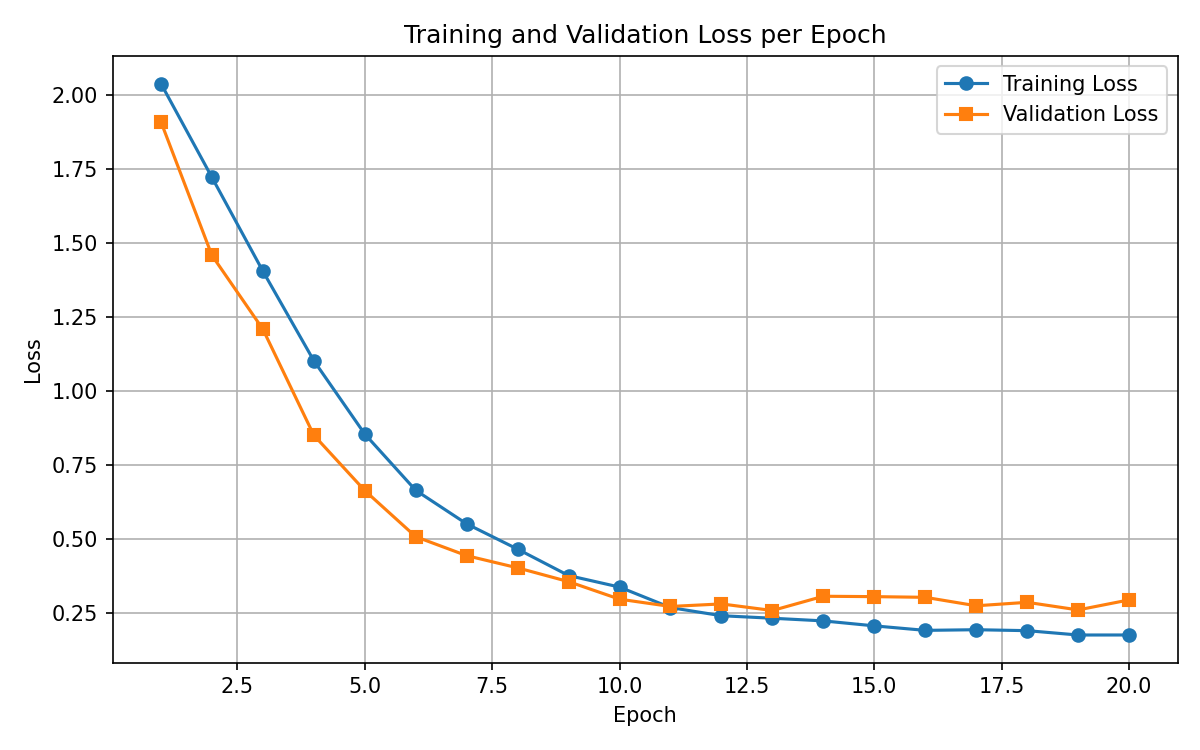 Training and Validation Loss per Epoch
Training Loss
Validation Loss
Loss
2.00
1.75
1.50
1.25
1.00
0.75
0.50
0.25
2.5 5.0 7.5 10.0 12.5 15.0 17.5 20.0
Epoch